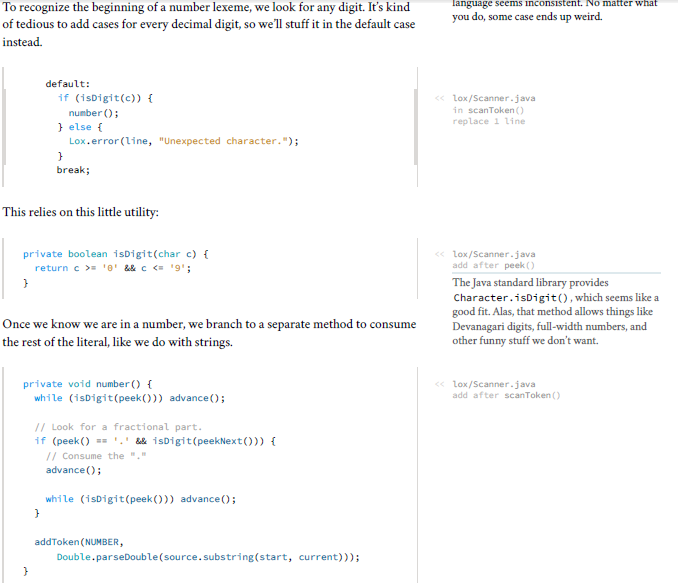 To recognize the beginning of a number lexeme, we look for any digit. It's kind
of tedious to add cases for every decimal digit, so we'll stuff it in the default case
instead.
language seems inconsistent. No matter what
you do, some case ends up weird.
default:
if (isDigit(c)) {
number();
} else {
Lox.error(line, "Unexpected character.");
}
break;
<< lox/Scanner.java
in scanToken()
replace 1 line
This relies on this little utility:
private boolean isDigit(char c) {
return c >= '0' && c <= '9';
}
<< lox/Scanner.java
add after peek()
The Java standard library provides
Character.isDigit(), which seems like a
good fit. Alas, that method allows things like
Devanagari digits, full-width numbers, and
other funny stuff we don't want.
Once we know we are in a number, we branch to a separate method to consume
the rest of the literal, like we do with strings.
private void number() {
while (isDigit(peek())) advance();
// Look for a fractional part.
if (peek() == '.' && isDigit(peekNext())) {
// Consume the "."
advance();
while (isDigit(peek())) advance();
}
addToken(NUMBER,
Double.parseDouble(source.substring(start, current)));
}
<< lox/Scanner.java
add after scanToken()